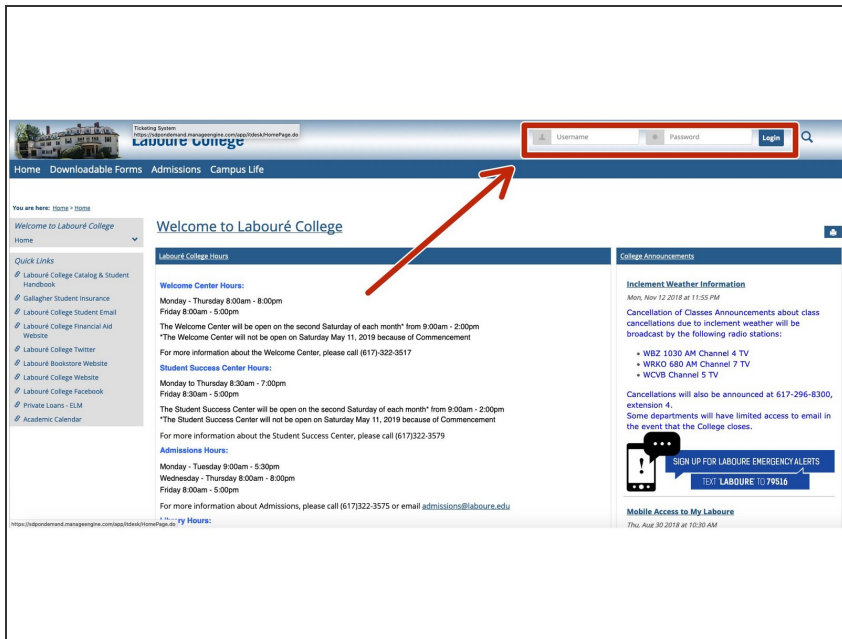 Ticketing System
https://sdpondemand.manageengine.com/app/itdesk/HomePage.do
Labouré College
Username
Password
Login
Home Downloadable Forms Admissions Campus Life
You are here: Home > Home
Welcome to Labouré College
Home
Quick Links
Labouré College Catalog & Student
Handbook
Gallagher Student Insurance
Labouré College Student Email
Labouré College Financial Aid
Website
Labouré College Twitter
Labouré Bookstore Website
Labouré College Website
Labouré College Facebook
Private Loans - ELM
Academic Calendar
Welcome to Labouré College
Labouré College Hours
Welcome Center Hours:
Monday - Thursday 8:00am - 8:00pm
Friday 8:00am - 5:00pm
The Welcome Center will be open on the second Saturday of each month* from 9:00am - 2:00pm
*The Welcome Center will not be open on Saturday May 11, 2019 because of Commencement
For more information about the Welcome Center, please call (617)-322-3517
Student Success Center Hours:
Monday to Thursday 8:30am - 7:00pm
Friday 8:30am - 5:00pm
The Student Success Center will be open on the second Saturday of each month* from 9:00am - 2:00pm
*The Student Success Center will not be open on Saturday May 11, 2019 because of Commencement
For more information about the Student Success Center, please call (617)322-3579
Admissions Hours:
Monday - Tuesday 9:00am - 5:30pm
Wednesday - Thursday 8:00am - 8:00pm
Friday 8:00am - 5:00pm
For more information about Admissions, please call (617)322-3575 or email admissions@laboure.edu
Library Hours:
College Announcements
Inclement Weather Information
Mon, Nov 12 2018 at 11:55 PM
Cancellation of Classes Announcements about class
cancellations due to inclement weather will be
broadcast by the following radio stations:
WBZ 1030 AM Channel 4 TV
WRKO 680 AM Channel 7 TV
WCVB Channel 5 TV
Cancellations will also be announced at 617-296-8300,
extension 4.
Some departments will have limited access to email in
the event that the College closes.
SIGN UP FOR LABOURE EMERGENCY ALERTS
TEXT 'LABOURE' TO 79516
Mobile Access to My Laboure
Thu, Aug 30 2018 at 10:30 AM
https://sdpondemand.manageengine.com/app/itdesk/HomePage.do